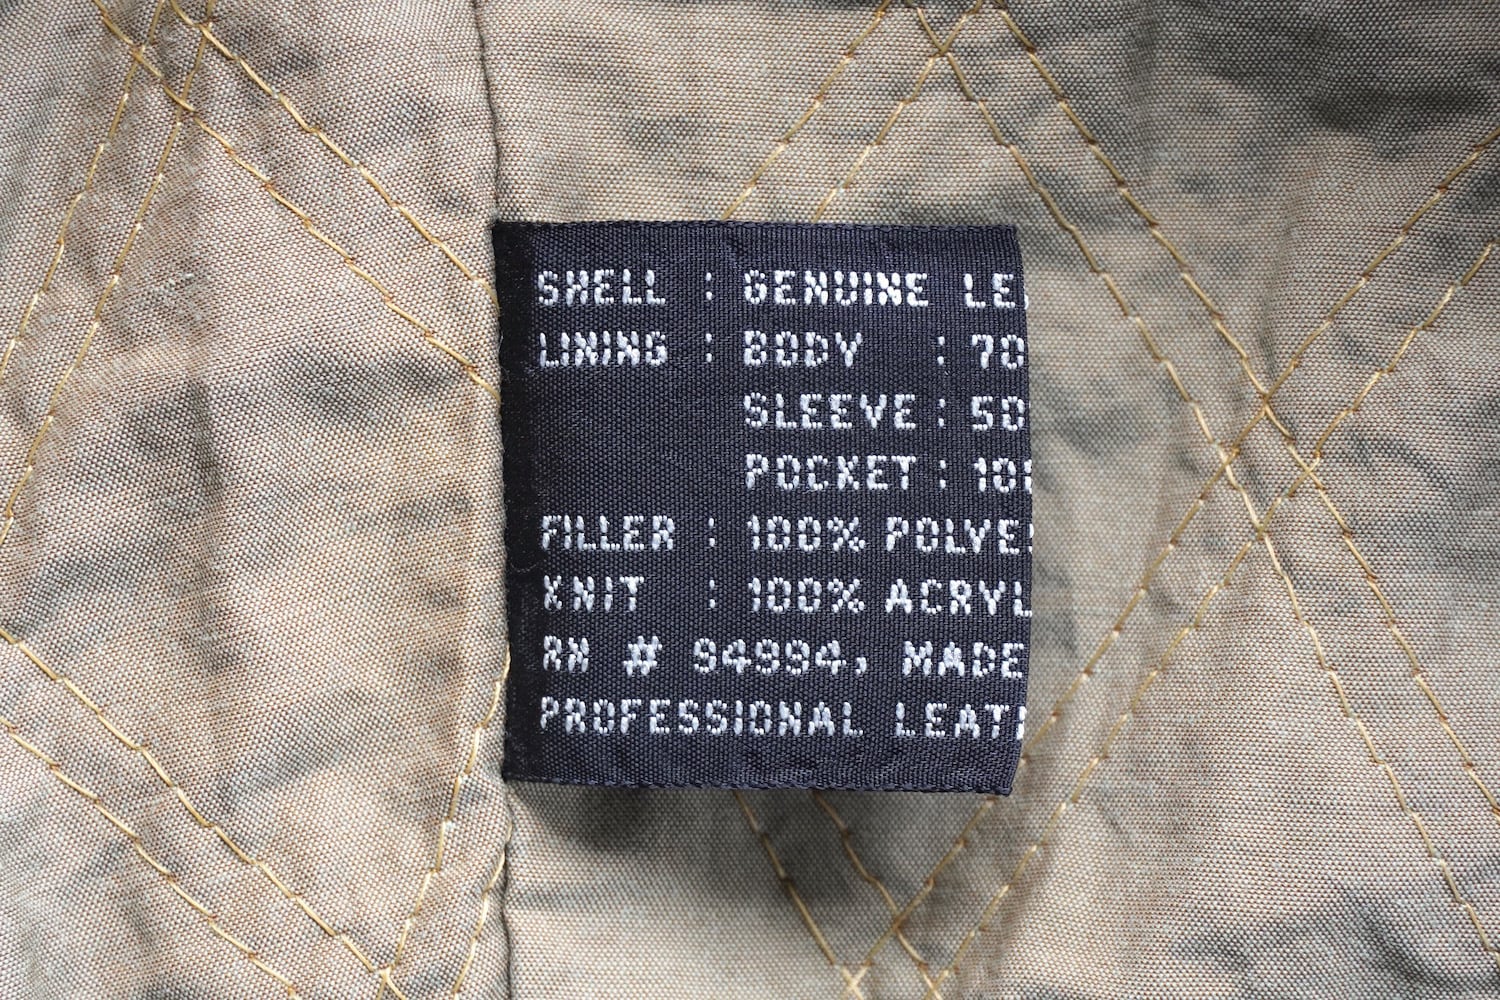 SHELL : GENUINE LE
LINING : BODY : 70
SLEEVE : 50
POCKET : 10
FILLER : 100% POLYE
KNIT : 100% ACRYL
RN # 94994, MADE
PROFESSIONAL LEAT